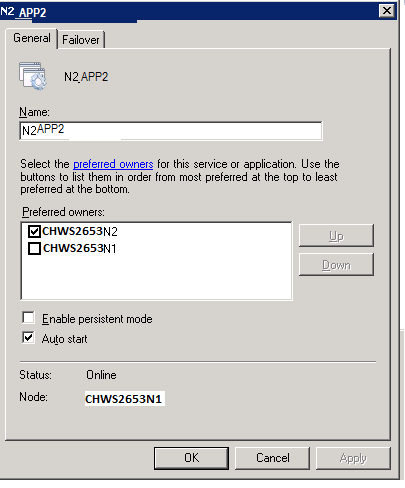 N2_APP2
General
Failover
N2_APP2
Name:
N2APP2
Select the preferred owners for this service or application. Use the
buttons to list them in order from most preferred at the top to least
preferred at the bottom.
Preferred owners:
CHWS2653N2
CHWS2653N1
Up
Down
Enable persistent mode
Auto start
Status: Online
Node: CHWS2653N1
OK
Cancel
Apply